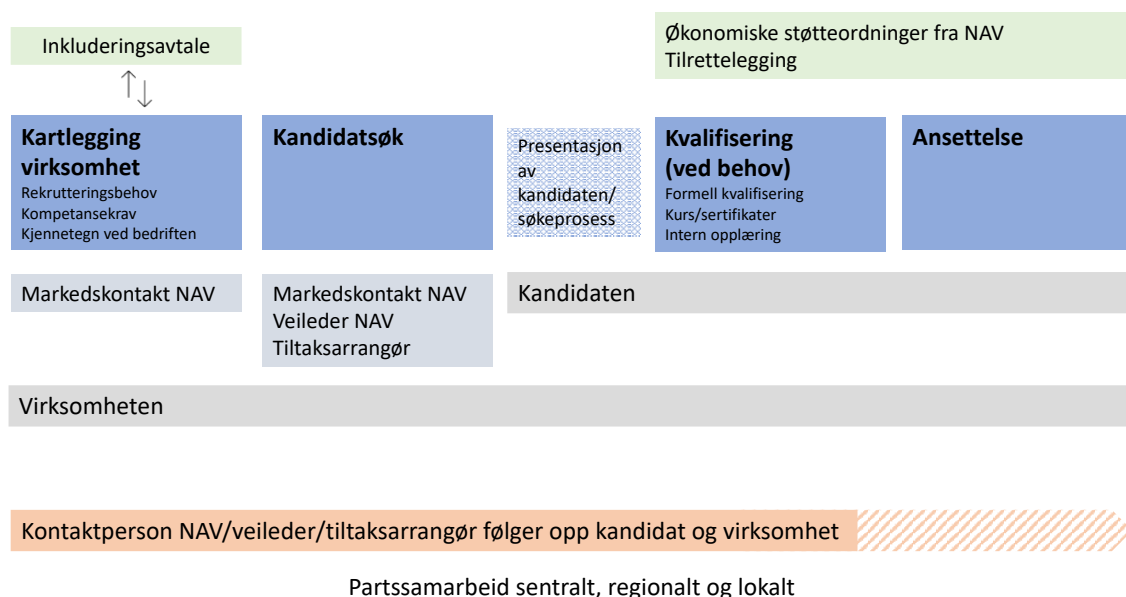 Inkluderingsavtale
Økonomiske støtteordninger fra NAV
Tilrettelegging
Kartlegging
virksomhet
Rekrutteringsbehov
Kompetansekrav
Kjennetegn ved bedriften
Kandidatsøk
Presentasjon
av
kandidaten/
søkeprosess
Kvalifisering
(ved behov)
Formell kvalifisering
Kurs/sertifikater
Intern opplæring
Ansettelse
Markedskontakt NAV
Markedskontakt NAV
Veileder NAV
Tiltaksarrangør
Kandidaten
Virksomheten
Kontaktperson NAV/veileder/tiltaksarrangør følger opp kandidat og virksomhet
Partssamarbeid sentralt, regionalt og lokalt